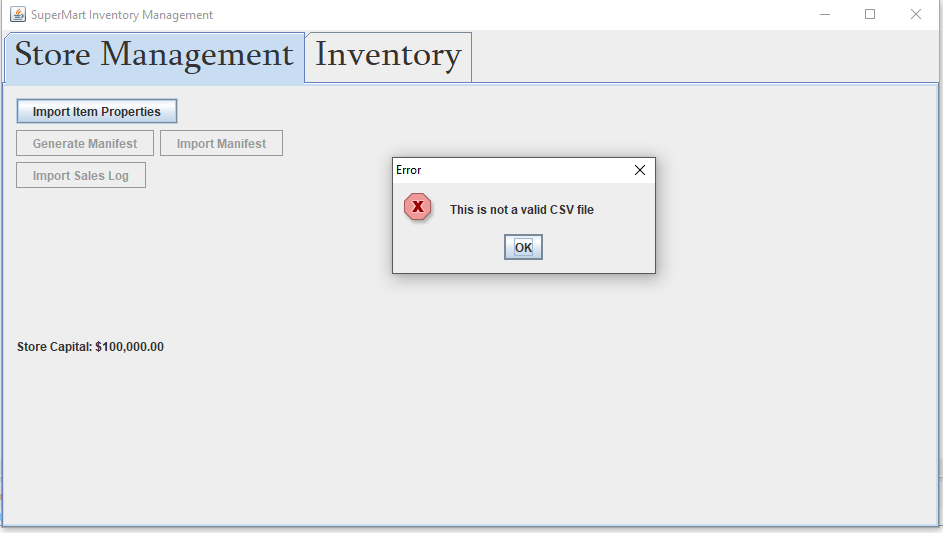 SuperMart Inventory Management
Store Management Inventory
Import Item Properties
Generate Manifest Import Manifest
Import Sales Log
Error
X
This is not a valid CSV file
OK
Store Capital: $100,000.00